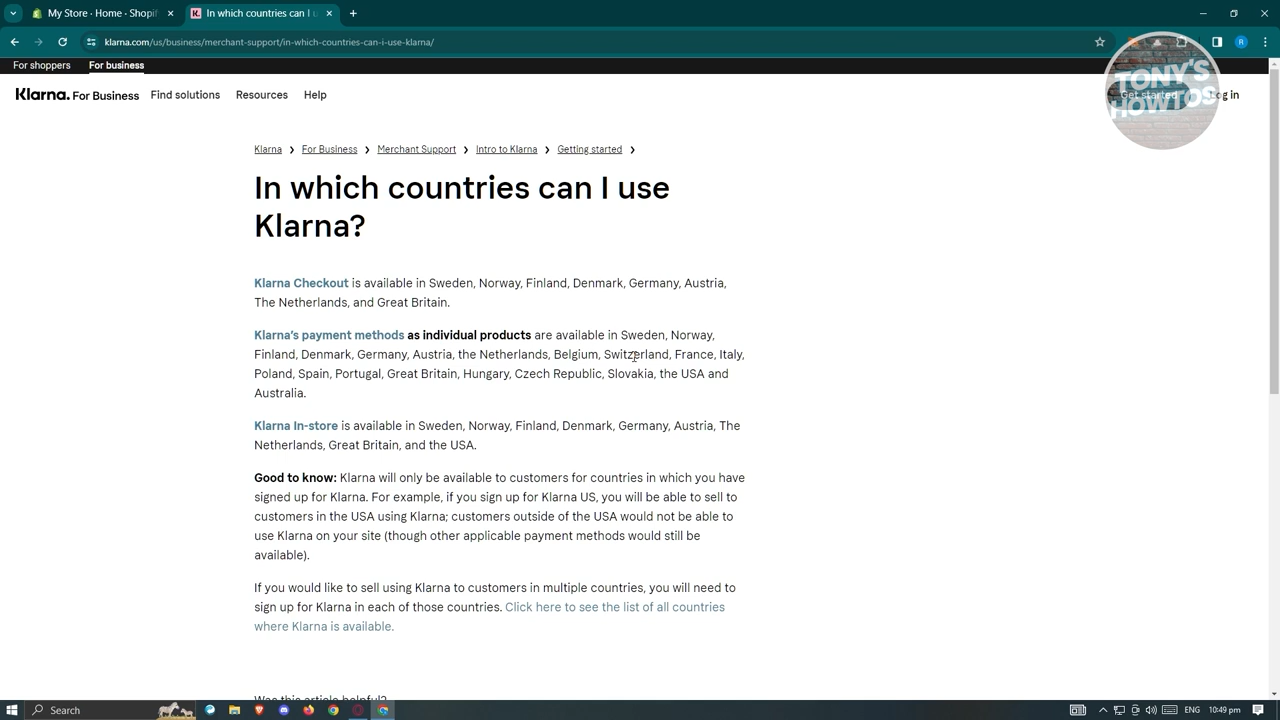 My Store · Home · Shopif
In which countries can I u
klarna.com/us/business/merchant-support/in-which-countries-can-i-use-klarna/
R
For shoppers
For business
Klarna. For Business
Find solutions
Resources
Help
Get started
Log in
TONY'S
HOWTOS
Klarna
For Business
Merchant Support
Intro to Klarna
Getting started
In which countries can I use
Klarna?
Klarna Checkout is available in Sweden, Norway, Finland, Denmark, Germany, Austria,
The Netherlands, and Great Britain.
Klarna's payment methods as individual products are available in Sweden, Norway,
Finland, Denmark, Germany, Austria, the Netherlands, Belgium, Switzerland, France, Italy,
Poland, Spain, Portugal, Great Britain, Hungary, Czech Republic, Slovakia, the USA and
Australia.
Klarna In-store is available in Sweden, Norway, Finland, Denmark, Germany, Austria, The
Netherlands, Great Britain, and the USA.
Good to know: Klarna will only be available to customers for countries in which you have
signed up for Klarna. For example, if you sign up for Klarna US, you will be able to sell to
customers in the USA using Klarna; customers outside of the USA would not be able to
use Klarna on your site (though other applicable payment methods would still be
available).
If you would like to sell using Klarna to customers in multiple countries, you will need to
sign up for Klarna in each of those countries. Click here to see the list of all countries
where Klarna is available.
Was this article helpful?
Search
ENG
10:49 pm